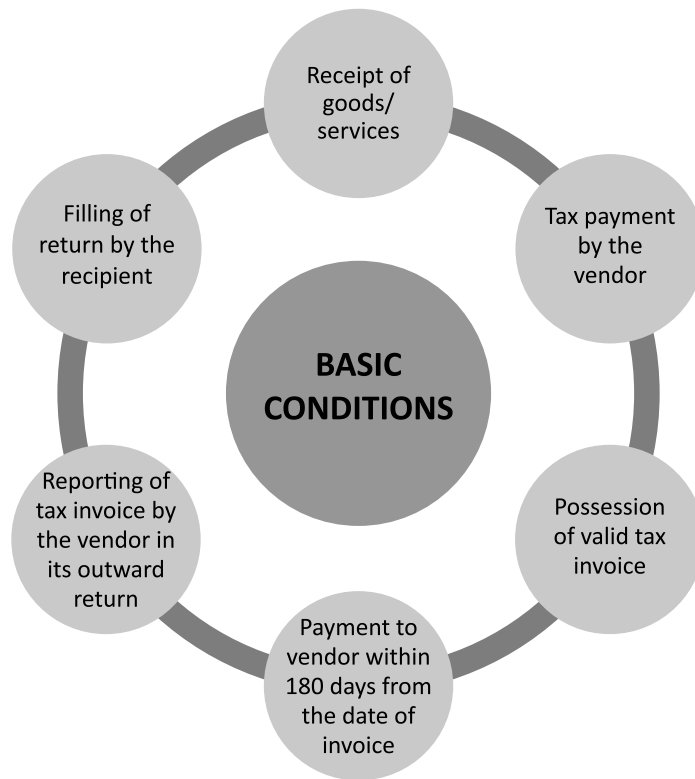 Receipt of
goods/
services
Tax payment
by the
vendor
Possession
of valid tax
invoice
Payment to
vendor within
180 days from
the date of
invoice
Reporting of
tax invoice by
the vendor in
its outward
return
Filling of
return by the
recipient
BASIC
CONDITIONS